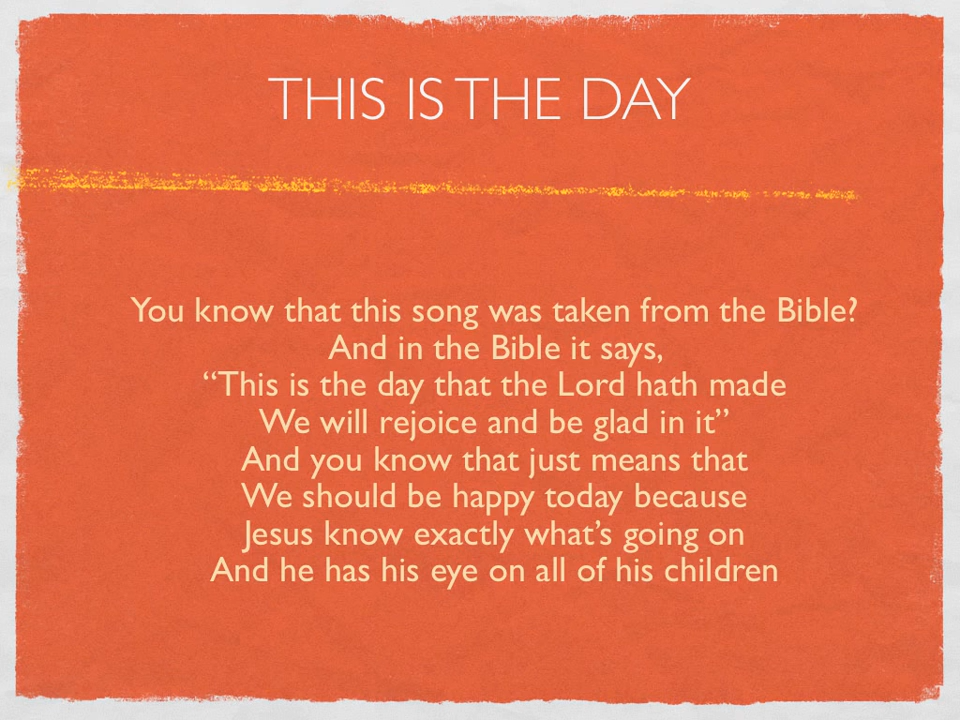 THIS IS THE DAY
You know that this song was taken from the Bible?
And in the Bible it says,
“This is the day that the Lord hath made
We will rejoice and be glad in it”
And you know that just means that
We should be happy today because
Jesus know exactly what’s going on
And he has his eye on all of his children